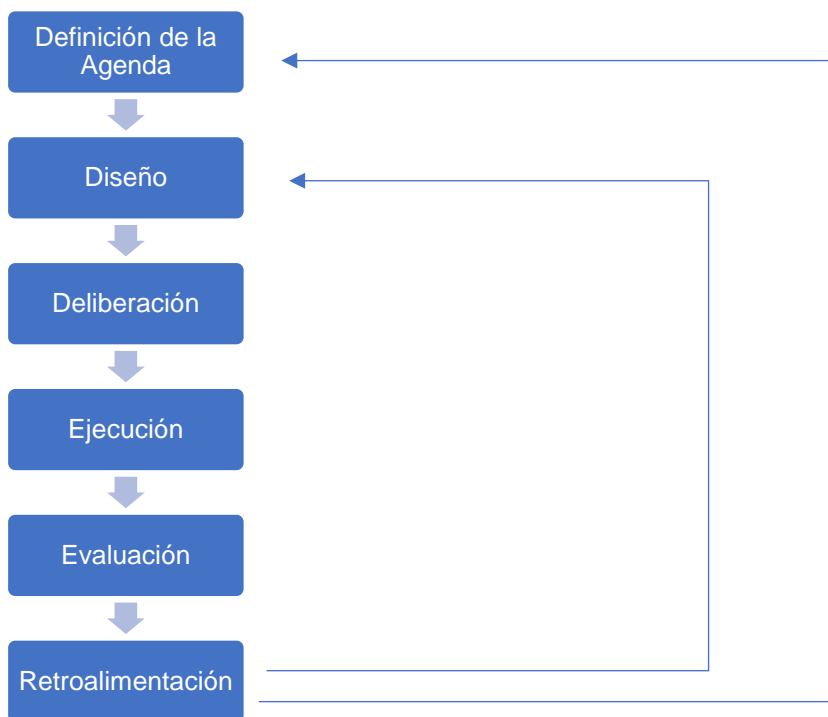 Definición de la
Agenda
Diseño
Deliberación
Ejecución
Evaluación
Retroalimentación